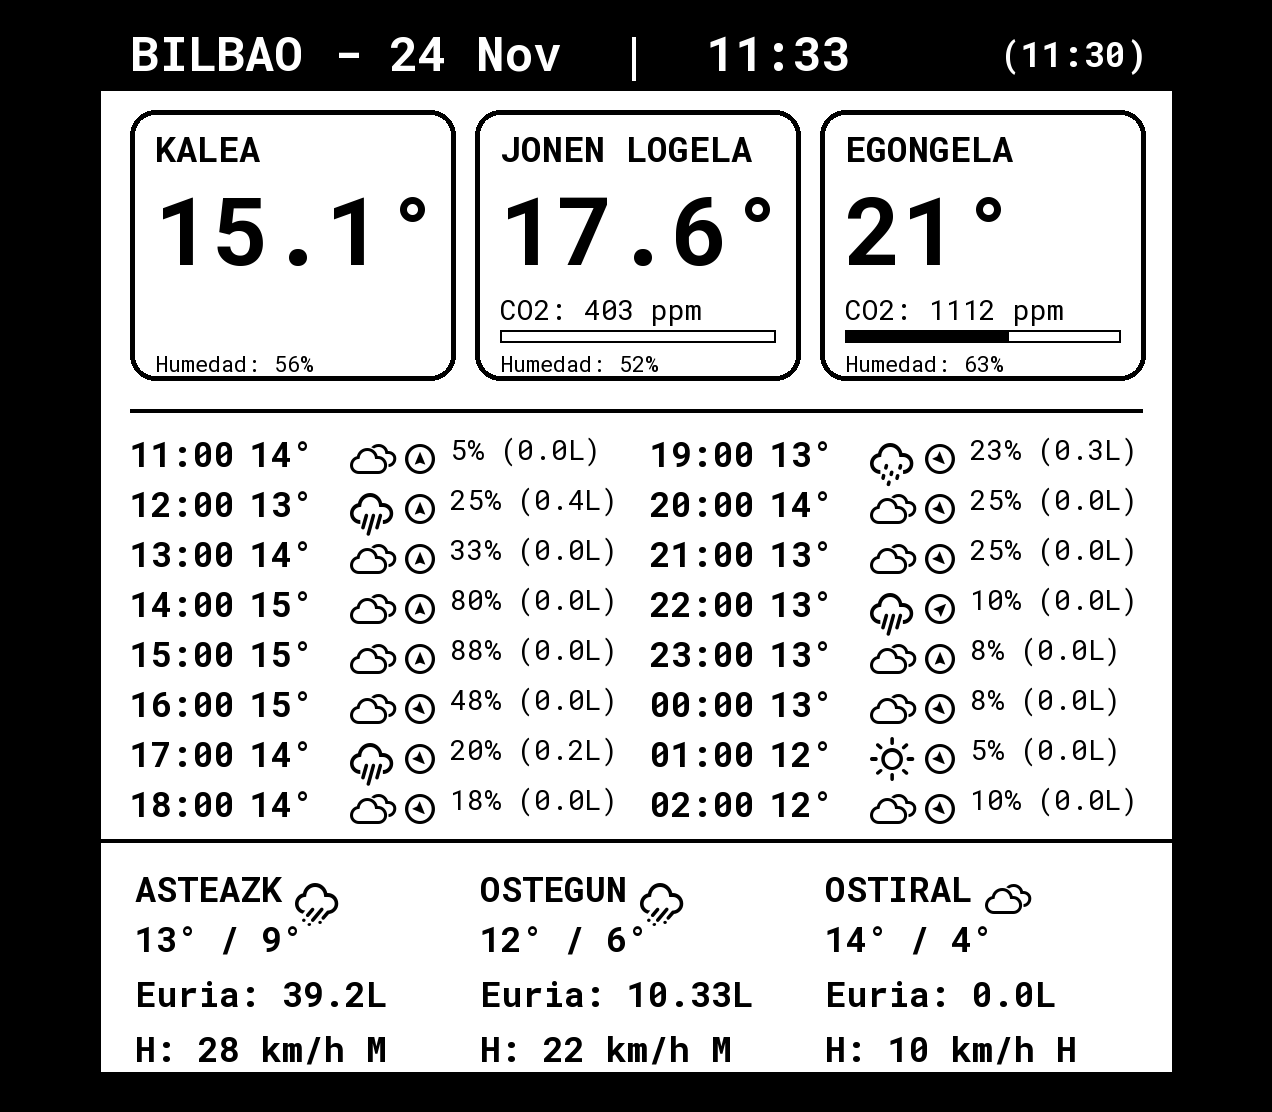 BILBAO - 24 Nov | 11:33 (11:30)
KALEA
15.1°
Humedad: 56%
JONEN LOGELA
17.6°
CO2: 403 ppm
Humedad: 52%
EGONGELA
21°
CO2: 1112 ppm
Humedad: 63%
11:00 14° 5% (0.0L)
12:00 13° 25% (0.4L)
13:00 14° 33% (0.0L)
14:00 15° 80% (0.0L)
15:00 15° 88% (0.0L)
16:00 15° 48% (0.0L)
17:00 14° 20% (0.2L)
18:00 14° 18% (0.0L)
19:00 13° 23% (0.3L)
20:00 14° 25% (0.0L)
21:00 13° 25% (0.0L)
22:00 13° 10% (0.0L)
23:00 13° 8% (0.0L)
00:00 13° 8% (0.0L)
01:00 12° 5% (0.0L)
02:00 12° 10% (0.0L)
ASTEAZK
13° / 9°
Euria: 39.2L
H: 28 km/h M
OSTEGUN
12° / 6°
Euria: 10.33L
H: 22 km/h M
OSTIRAL
14° / 4°
Euria: 0.0L
H: 10 km/h H